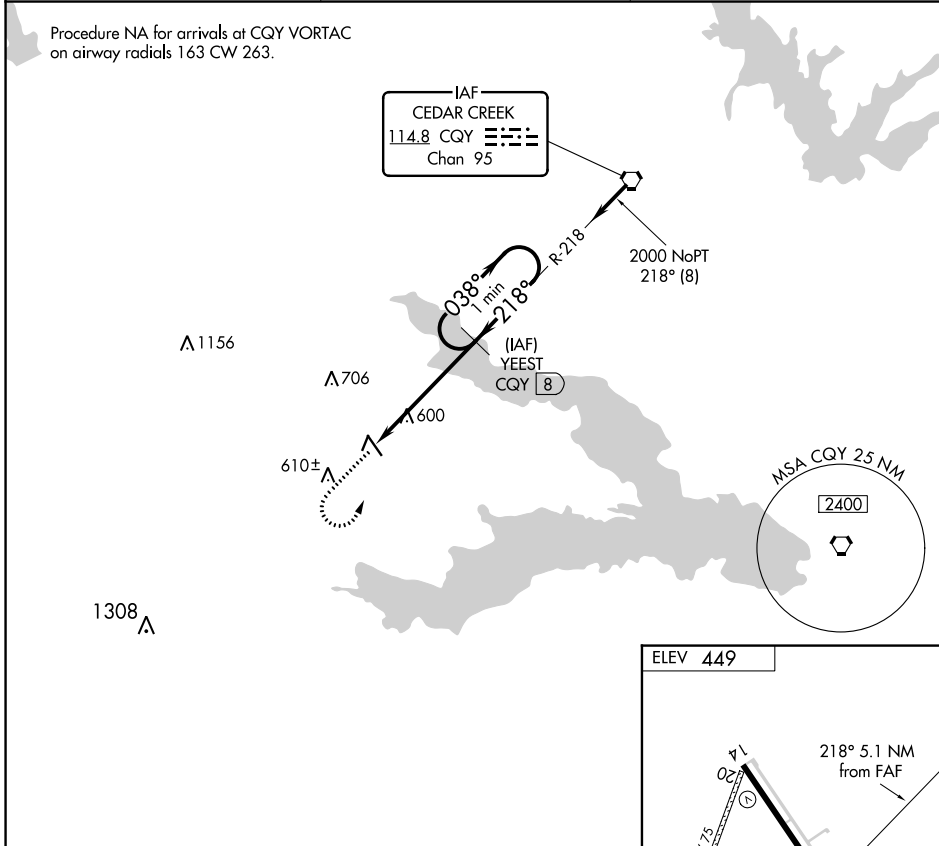 Procedure NA for arrivals at CQY VORTAC
on airway radials 163 CW 263.
IAF
CEDAR CREEK
114.8 CQY
Chan 95
R-218
2000 NoPT
218° (8)
038°
1 min
218°
(IAF)
YEEST
CQY 8
1156
706
600
610±
MSA CQY 25 NM
2400
1308
ELEV 449
218° 5.1 NM
from FAF
14
20
V
75